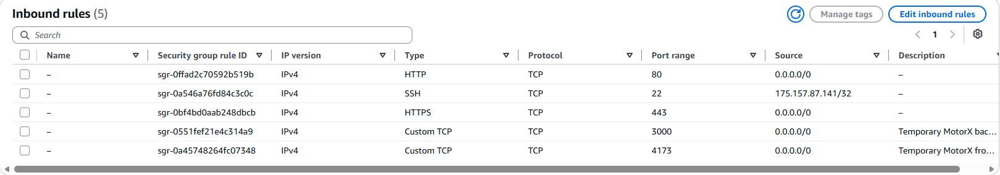 Inbound rules (5)
Manage tags
Edit inbound rules
Search
1
Name Security group rule ID IP version Type Protocol Port range Source Description
– sgr-0ffad2c70592b519b IPv4 HTTP TCP 80 0.0.0.0/0 –
– sgr-0a546a76fd84c3c0c IPv4 SSH TCP 22 175.157.87.141/32 –
– sgr-0bf4bd0aab248dbcb IPv4 HTTPS TCP 443 0.0.0.0/0 –
– sgr-0551fef21e4c314a9 IPv4 Custom TCP TCP 3000 0.0.0.0/0 Temporary MotorX bac...
– sgr-0a45748264fc07348 IPv4 Custom TCP TCP 4173 0.0.0.0/0 Temporary MotorX fro...